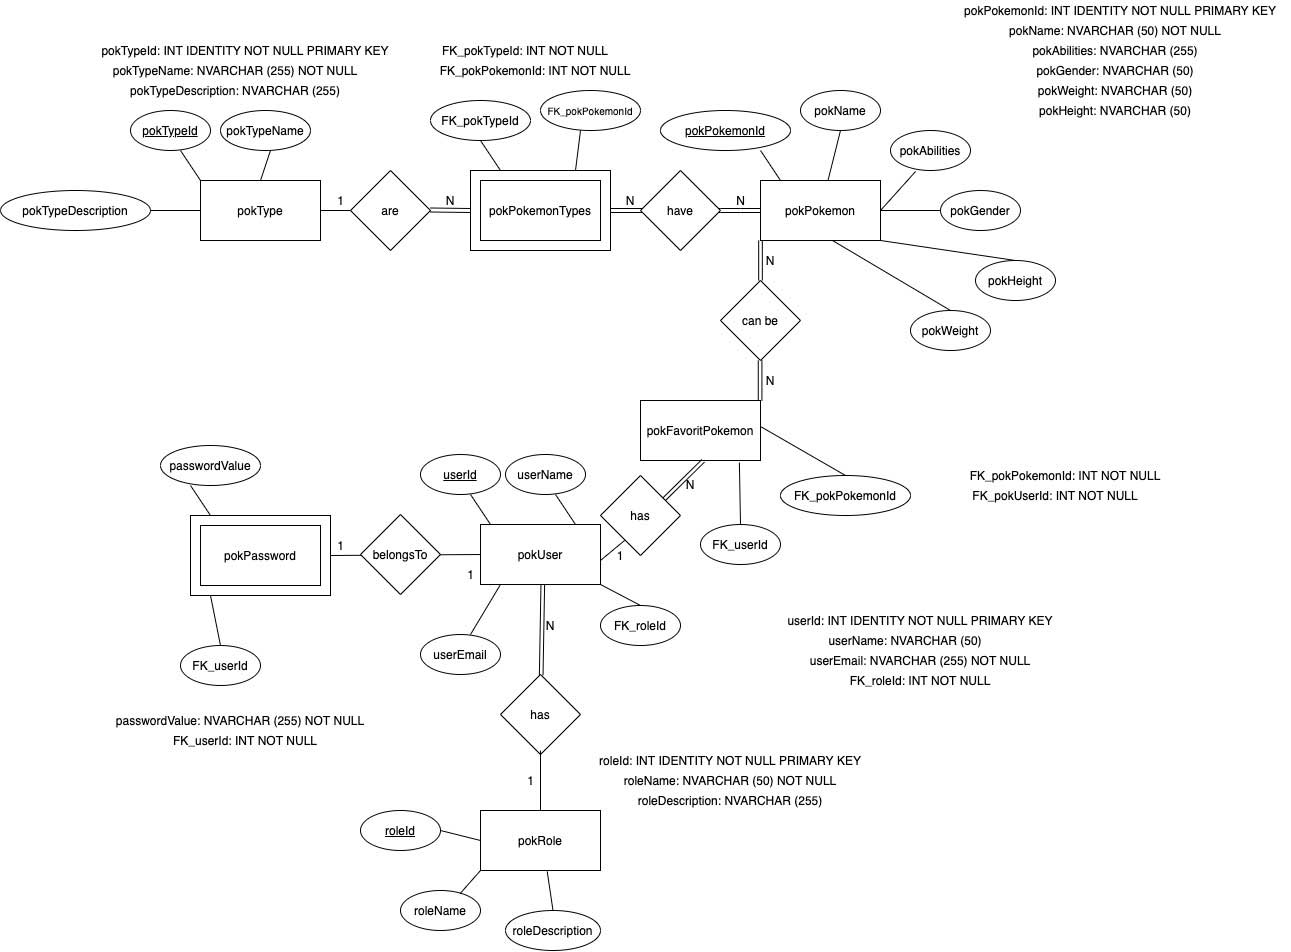 pokPokemonId: INT IDENTITY NOT NULL PRIMARY KEY
pokName: NVARCHAR (50) NOT NULL
pokAbilities: NVARCHAR (255)
pokGender: NVARCHAR (50)
pokWeight: NVARCHAR (50)
pokHeight: NVARCHAR (50)
pokTypeId: INT IDENTITY NOT NULL PRIMARY KEY
pokTypeName: NVARCHAR (255) NOT NULL
pokTypeDescription: NVARCHAR (255)
FK_pokTypeId: INT NOT NULL
FK_pokPokemonId: INT NOT NULL
pokTypeId
pokTypeName
FK_pokTypeId
FK_pokPokemonId
pokPokemonId
pokName
pokAbilities
pokTypeDescription
pokType
1
are
N
pokPokemonTypes
N
have
N
pokPokemon
pokGender
N
pokHeight
can be
pokWeight
N
pokFavoritPokemon
passwordValue
userId
userName
N
FK_pokPokemonId
FK_pokPokemonId: INT NOT NULL
FK_pokUserId: INT NOT NULL
has
FK_userId
pokPassword
1
belongsTo
1
pokUser
1
N
FK_roleId
userEmail
FK_userId
userId: INT IDENTITY NOT NULL PRIMARY KEY
userName: NVARCHAR (50)
userEmail: NVARCHAR (255) NOT NULL
FK_roleId: INT NOT NULL
passwordValue: NVARCHAR (255) NOT NULL
FK_userId: INT NOT NULL
has
1
roleId: INT IDENTITY NOT NULL PRIMARY KEY
roleName: NVARCHAR (50) NOT NULL
roleDescription: NVARCHAR (255)
roleId
pokRole
roleName
roleDescription